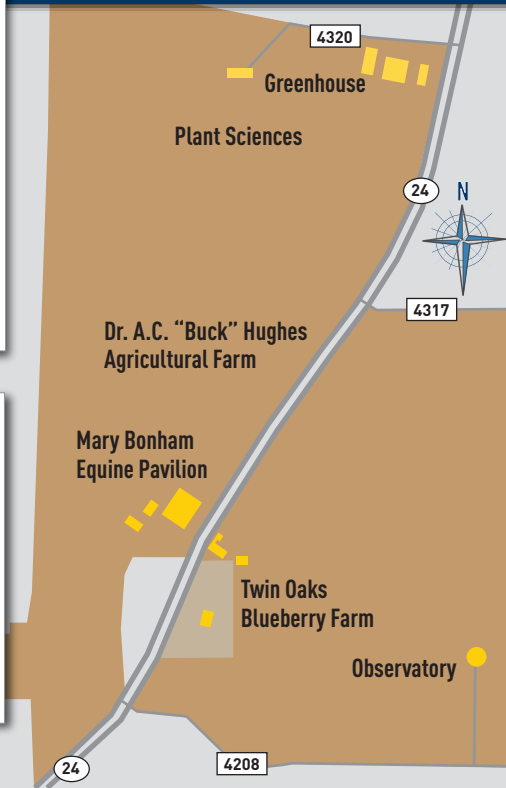 4320
Greenhouse
Plant Sciences
24
N
4317
Dr. A.C. “Buck” Hughes
Agricultural Farm
Mary Bonham
Equine Pavilion
Twin Oaks
Blueberry Farm
Observatory
4208
24